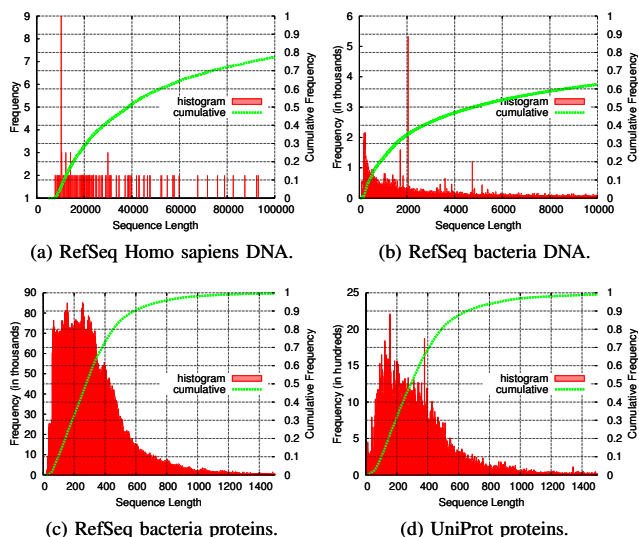 9
8
7
6
5
4
3
2
1
Frequency
1
0.9
0.8
0.7
0.6
0.5
0.4
0.3
0.2
0.1
0
Cumulative Frequency
histogram
cumulative
0 20000 40000 60000 80000 100000
Sequence Length
(a) RefSeq Homo sapiens DNA.
6
5
4
3
2
1
0
Frequency (in thousands)
1
0.9
0.8
0.7
0.6
0.5
0.4
0.3
0.2
0.1
0
Cumulative Frequency
histogram
cumulative
0 2000 4000 6000 8000 10000
Sequence Length
(b) RefSeq bacteria DNA.
90
80
70
60
50
40
30
20
10
0
Frequency (in thousands)
1
0.9
0.8
0.7
0.6
0.5
0.4
0.3
0.2
0.1
0
Cumulative Frequency
histogram
cumulative
0 200 400 600 800 1000 1200 1400
Sequence Length
(c) RefSeq bacteria proteins.
25
20
15
10
5
0
Frequency (in hundreds)
1
0.9
0.8
0.7
0.6
0.5
0.4
0.3
0.2
0.1
0
Cumulative Frequency
histogram
cumulative
0 200 400 600 800 1000 1200 1400
Sequence Length
(d) UniProt proteins.